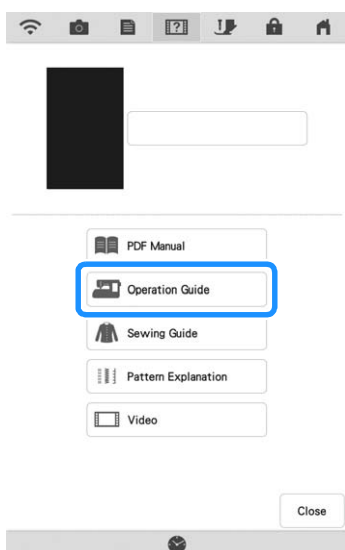 PDF Manual
Operation Guide
Sewing Guide
Pattern Explanation
Video
Close